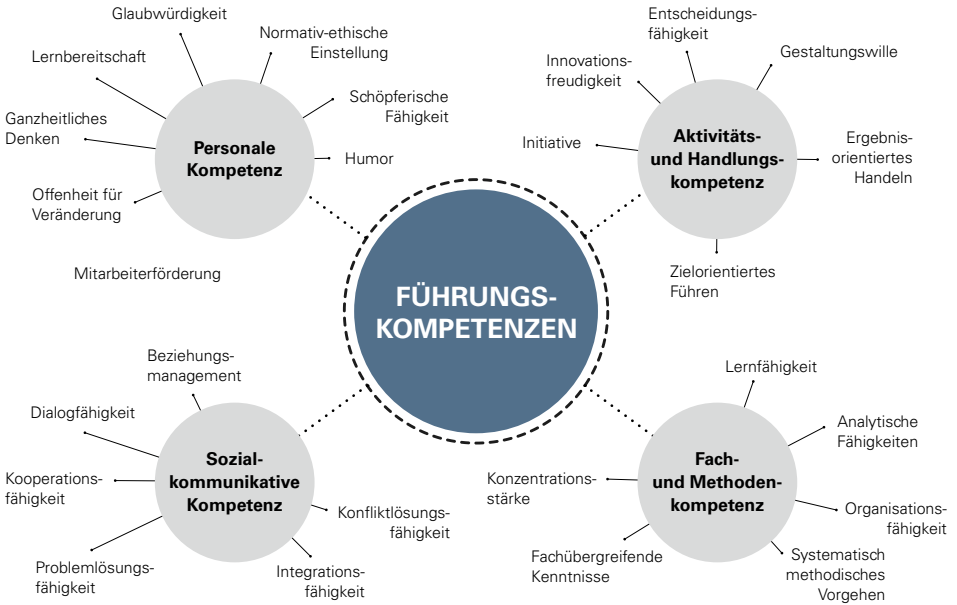 Glaubwürdigkeit
Normativ-ethische
Einstellung
Lernbereitschaft
Schöpferische
Fähigkeit
Ganzheitliches
Denken
Personale
Kompetenz
Humor
Offenheit für
Veränderung
Mitarbeiterförderung
Entscheidungs-
fähigkeit
Gestaltungswille
Innovations-
freudigkeit
Initiative
Aktivitäts-
und Handlungs-
kompetenz
Ergebnis-
orientiertes
Handeln
Zielorientiertes
Führen
FÜHRUNGS-
KOMPETENZEN
Beziehungs-
management
Dialogfähigkeit
Kooperations-
fähigkeit
Sozial-
kommunikative
Kompetenz
Konfliktlösungs-
fähigkeit
Problemlösungs-
fähigkeit
Integrations-
fähigkeit
Lernfähigkeit
Analytische
Fähigkeiten
Konzentrations-
stärke
Fach-
und Methoden-
kompetenz
Organisations-
fähigkeit
Fachübergreifende
Kenntnisse
Systematisch
methodisches
Vorgehen